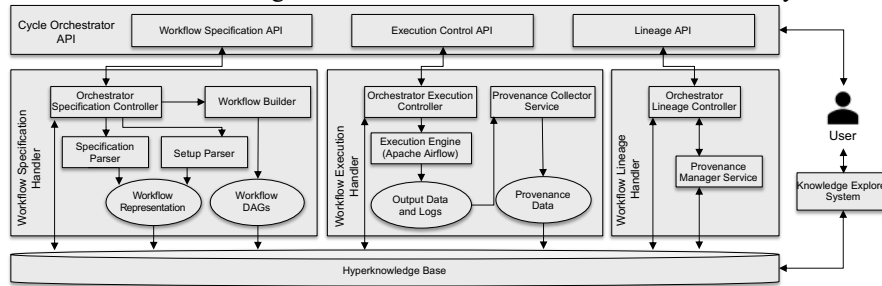 Cycle Orchestrator
API
Workflow Specification API
Execution Control API
Lineage API
Workflow Specification
Handler
Orchestrator
Specification Controller
Workflow Builder
Specification
Parser
Setup Parser
Workflow
Representation
Workflow
DAGs
Workflow Execution
Handler
Orchestrator Execution
Controller
Provenance Collector
Service
Execution Engine
(Apache Airflow)
Output Data
and Logs
Provenance
Data
Workflow Lineage
Handler
Orchestrator
Lineage Controller
Provenance
Manager Service
User
Knowledge Explorer
System
Hyperknowledge Base